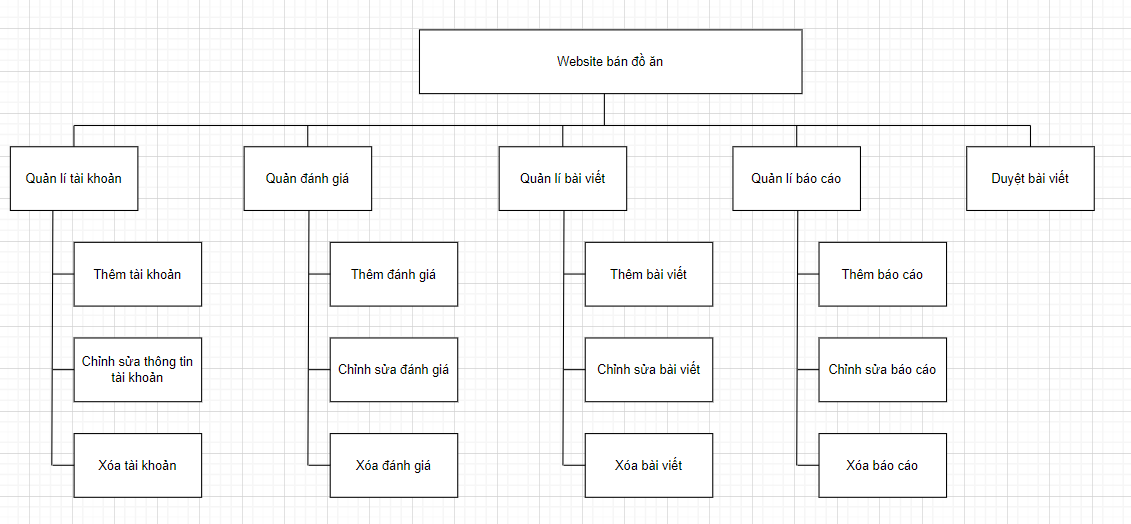 Website bán đồ ăn
Quản lí tài khoản
Quản đánh giá
Quản lí bài viết
Quản lí báo cáo
Duyệt bài viết
Thêm tài khoản
Thêm đánh giá
Thêm bài viết
Thêm báo cáo
Chỉnh sửa thông tin
tài khoản
Chỉnh sửa đánh giá
Chỉnh sửa bài viết
Chỉnh sửa báo cáo
Xóa tài khoản
Xóa đánh giá
Xóa bài viết
Xóa báo cáo